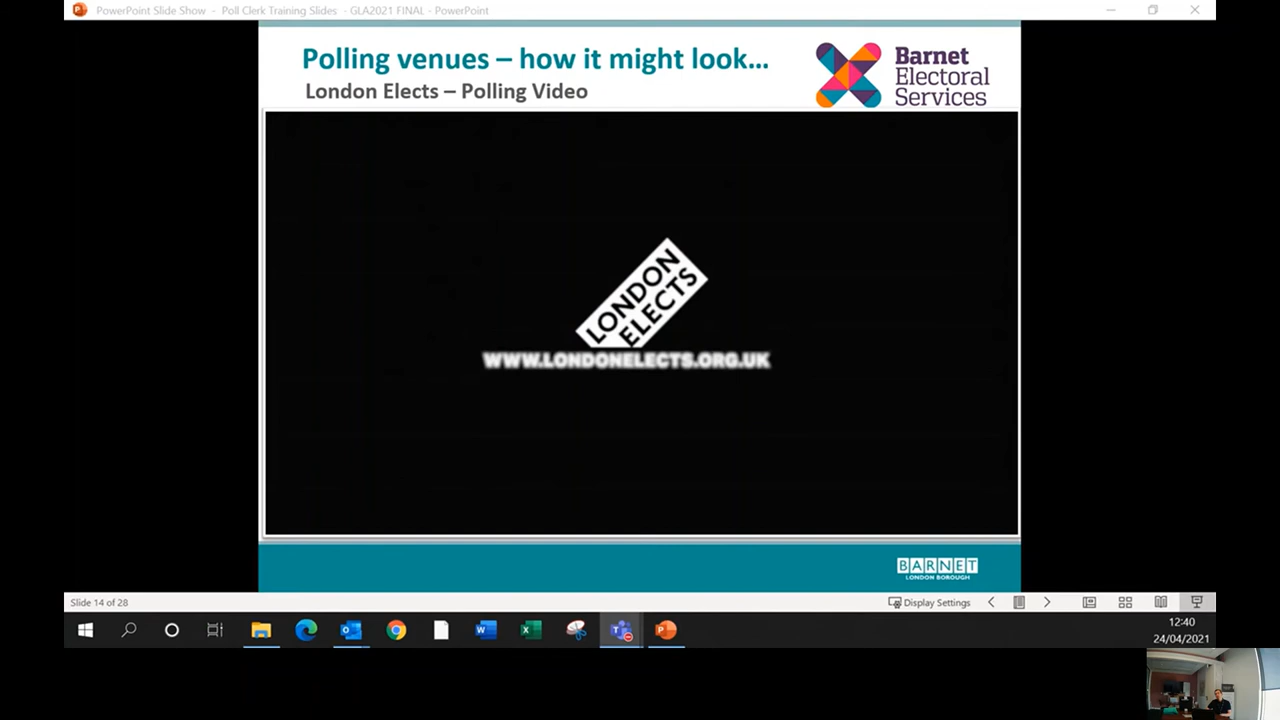 PowerPoint Slide Show - Poll Clerk Training Slides - GLA2021 FINAL - PowerPoint
Polling venues – how it might look...
London Elects – Polling Video
Barnet
Electoral
Services
LONDON
ELECTS
WWW.LONDONELECTS.ORG.UK
BARNET
LONDON BOROUGH
Slide 14 of 28
Display Settings
12:40
24/04/2021